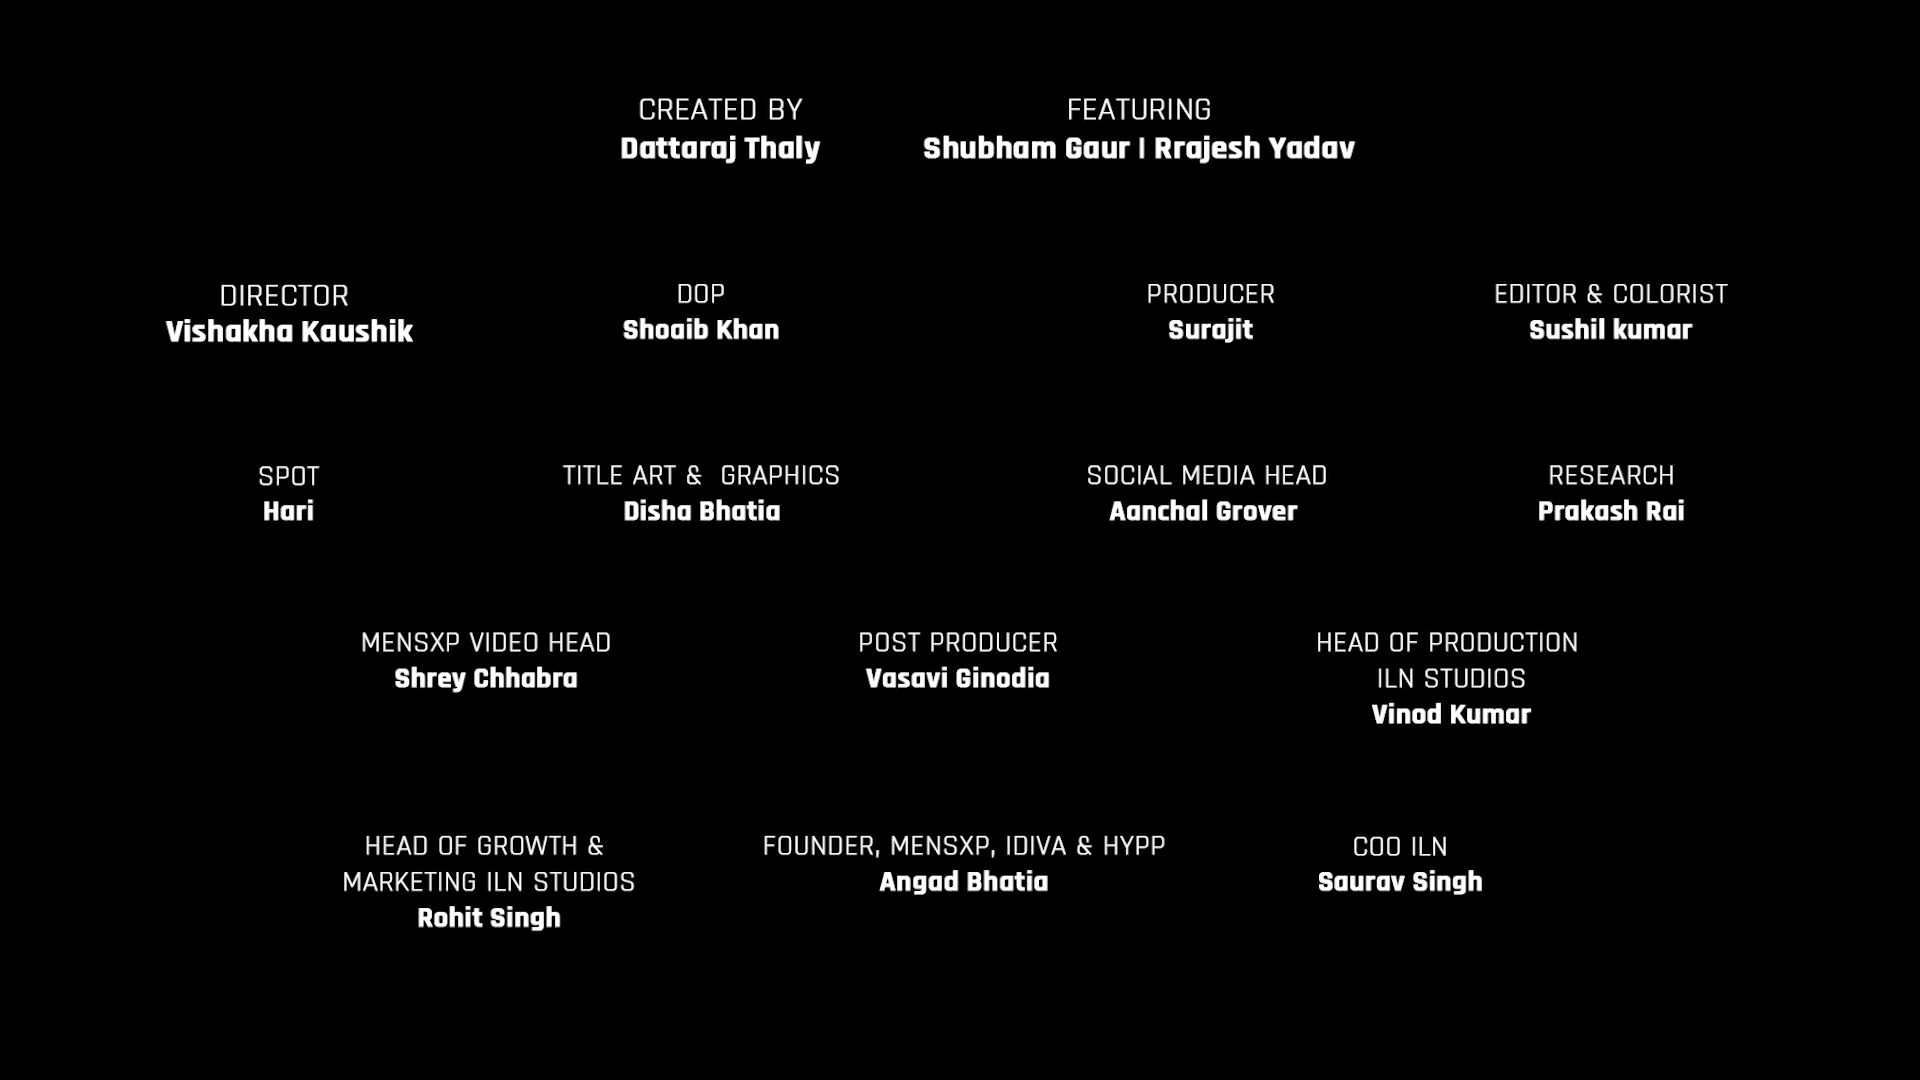 CREATED BY
Dattaraj Thaly
FEATURING
Shubham Gaur | Rrajesh Yadav
DIRECTOR
Vishakha Kaushik
DOP
Shoaib Khan
PRODUCER
Surajit
EDITOR & COLORIST
Sushil kumar
SPOT
Hari
TITLE ART & GRAPHICS
Disha Bhatia
SOCIAL MEDIA HEAD
Aanchal Grover
RESEARCH
Prakash Rai
MENSXP VIDEO HEAD
Shrey Chhabra
POST PRODUCER
Vasavi Ginodia
HEAD OF PRODUCTION
ILN STUDIOS
Vinod Kumar
HEAD OF GROWTH &
MARKETING ILN STUDIOS
Rohit Singh
FOUNDER, MENSXP, IDIVA & HYPP
Angad Bhatia
COO ILN
Saurav Singh